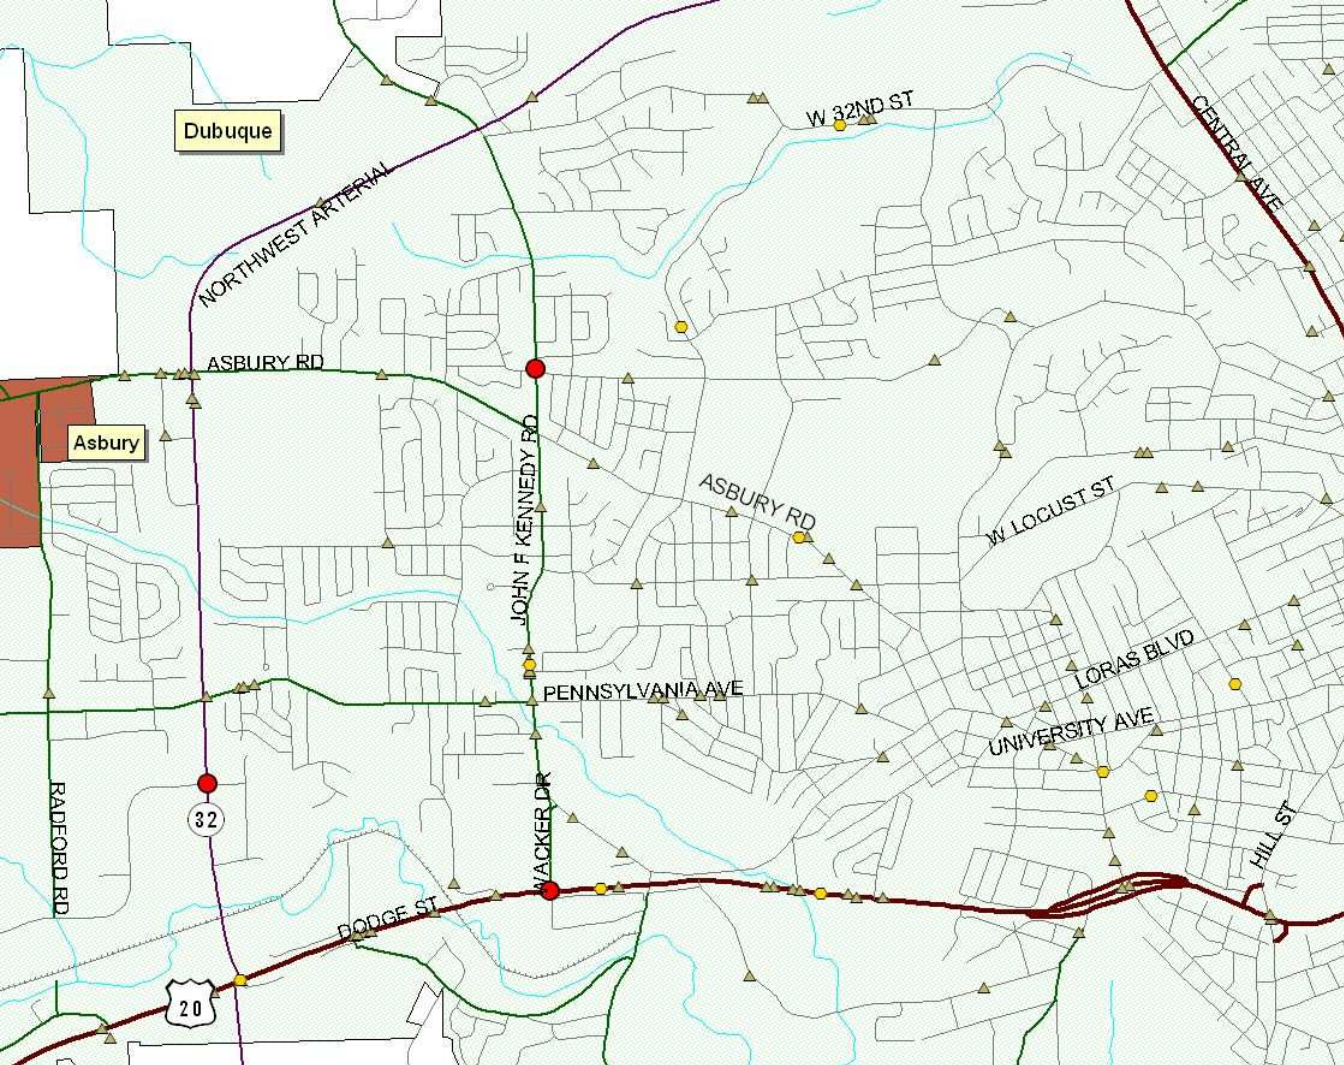 W 32ND ST
CENTRAL AVE
Dubuque
NORTHWEST ARTERIAL
ASBURY RD
Asbury
JOHN F KENNEDY RD
ASBURY RD
W LOCUST ST
LORAS BLVD
PENNSYLVANIA AVE
UNIVERSITY AVE
RADFORD RD
32
WACKER DR
HILL ST
DODGE ST
20